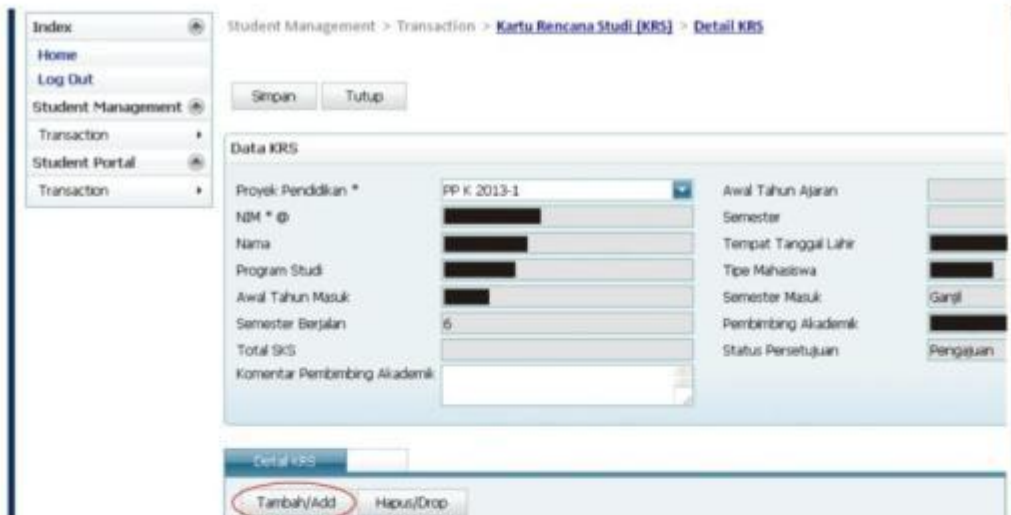 Index
Home
Log Out
Student Management
Transaction
Student Portal
Transaction
Student Management > Transaction > Kartu Rencana Studi [KRS] > Detail KRS
Simpan Tutup
Data KRS
Proyek Pendidikan * PP K 2013-1 Awal Tahun Ajaran
NIM * @ Semester
Nama Tempat Tanggal Lahir
Program Studi Tipe Mahasiswa
Awal Tahun Masuk Semester Masuk Ganjil
Semester Berjalan 6 Pembimbing Akademik
Total SKS Status Persetujuan Pengajuan
Komentar Pembimbing Akademik
Detail KRS
Tambah/Add Hapus/Drop